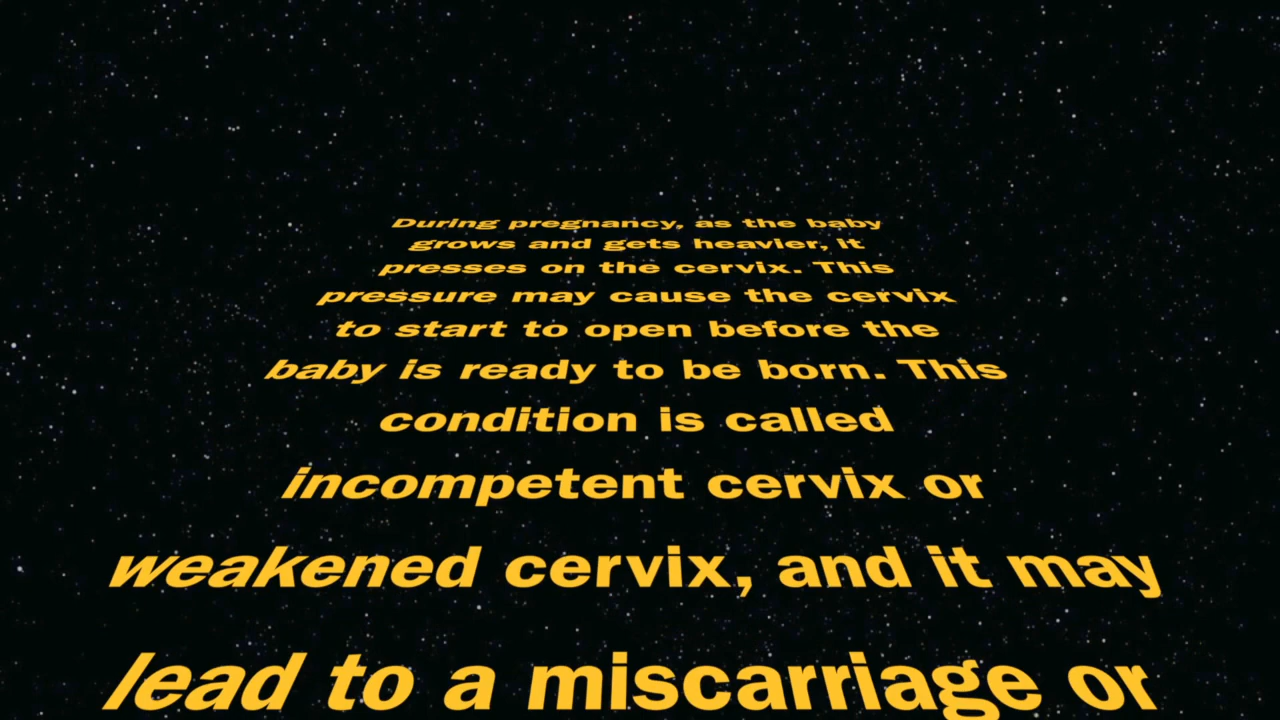 During pregnancy, as the baby
grows and gets heavier, it
presses on the cervix. This
pressure may cause the cervix
to start to open before the
baby is ready to be born. This
condition is called
incompetent cervix or
weakened cervix, and it may
lead to a miscarriage or